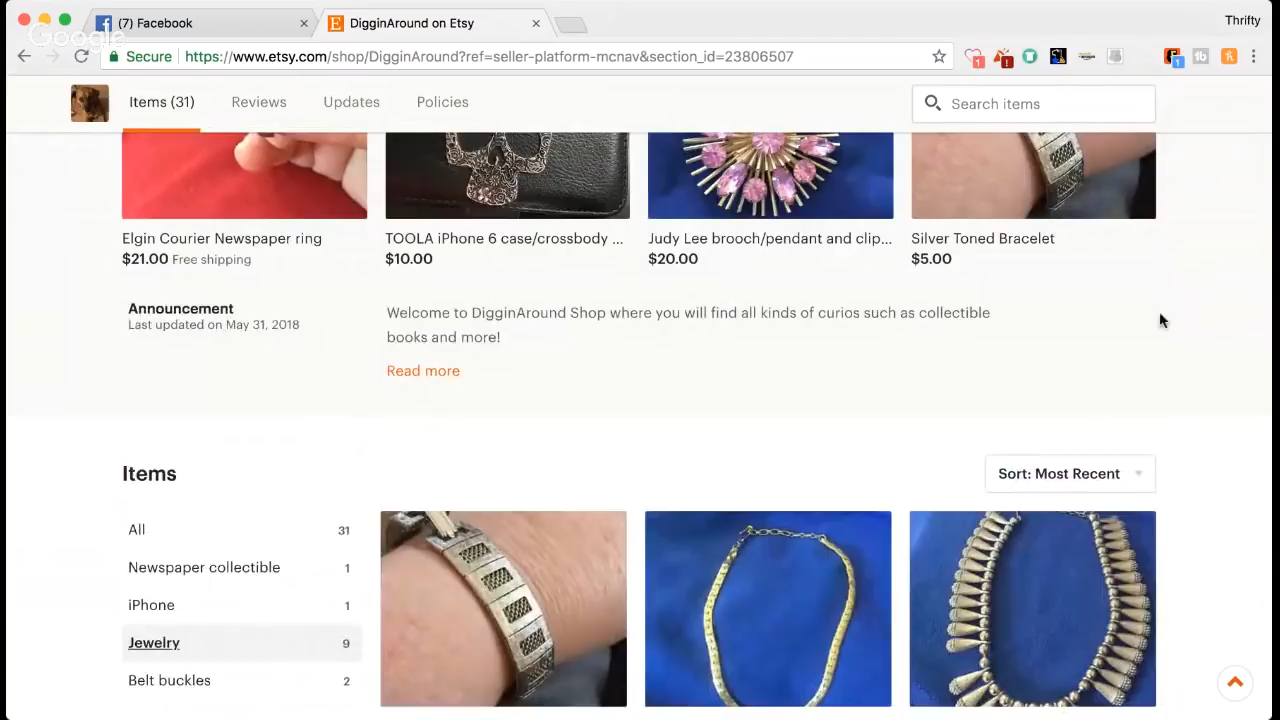 (7) Facebook
DigginAround on Etsy
Thrifty
Google
Secure
https://www.etsy.com/shop/DigginAround?ref=seller-platform-mcnav&section_id=23806507
Items (31)
Reviews
Updates
Policies
Search items
Elgin Courier Newspaper ring
$21.00 Free shipping
TOOLA iPhone 6 case/crossbody ...
$10.00
Judy Lee brooch/pendant and clip...
$20.00
Silver Toned Bracelet
$5.00
Announcement
Last updated on May 31, 2018
Welcome to DigginAround Shop where you will find all kinds of curios such as collectible
books and more!
Read more
Items
Sort: Most Recent
All 31
Newspaper collectible 1
iPhone 1
Jewelry 9
Belt buckles 2